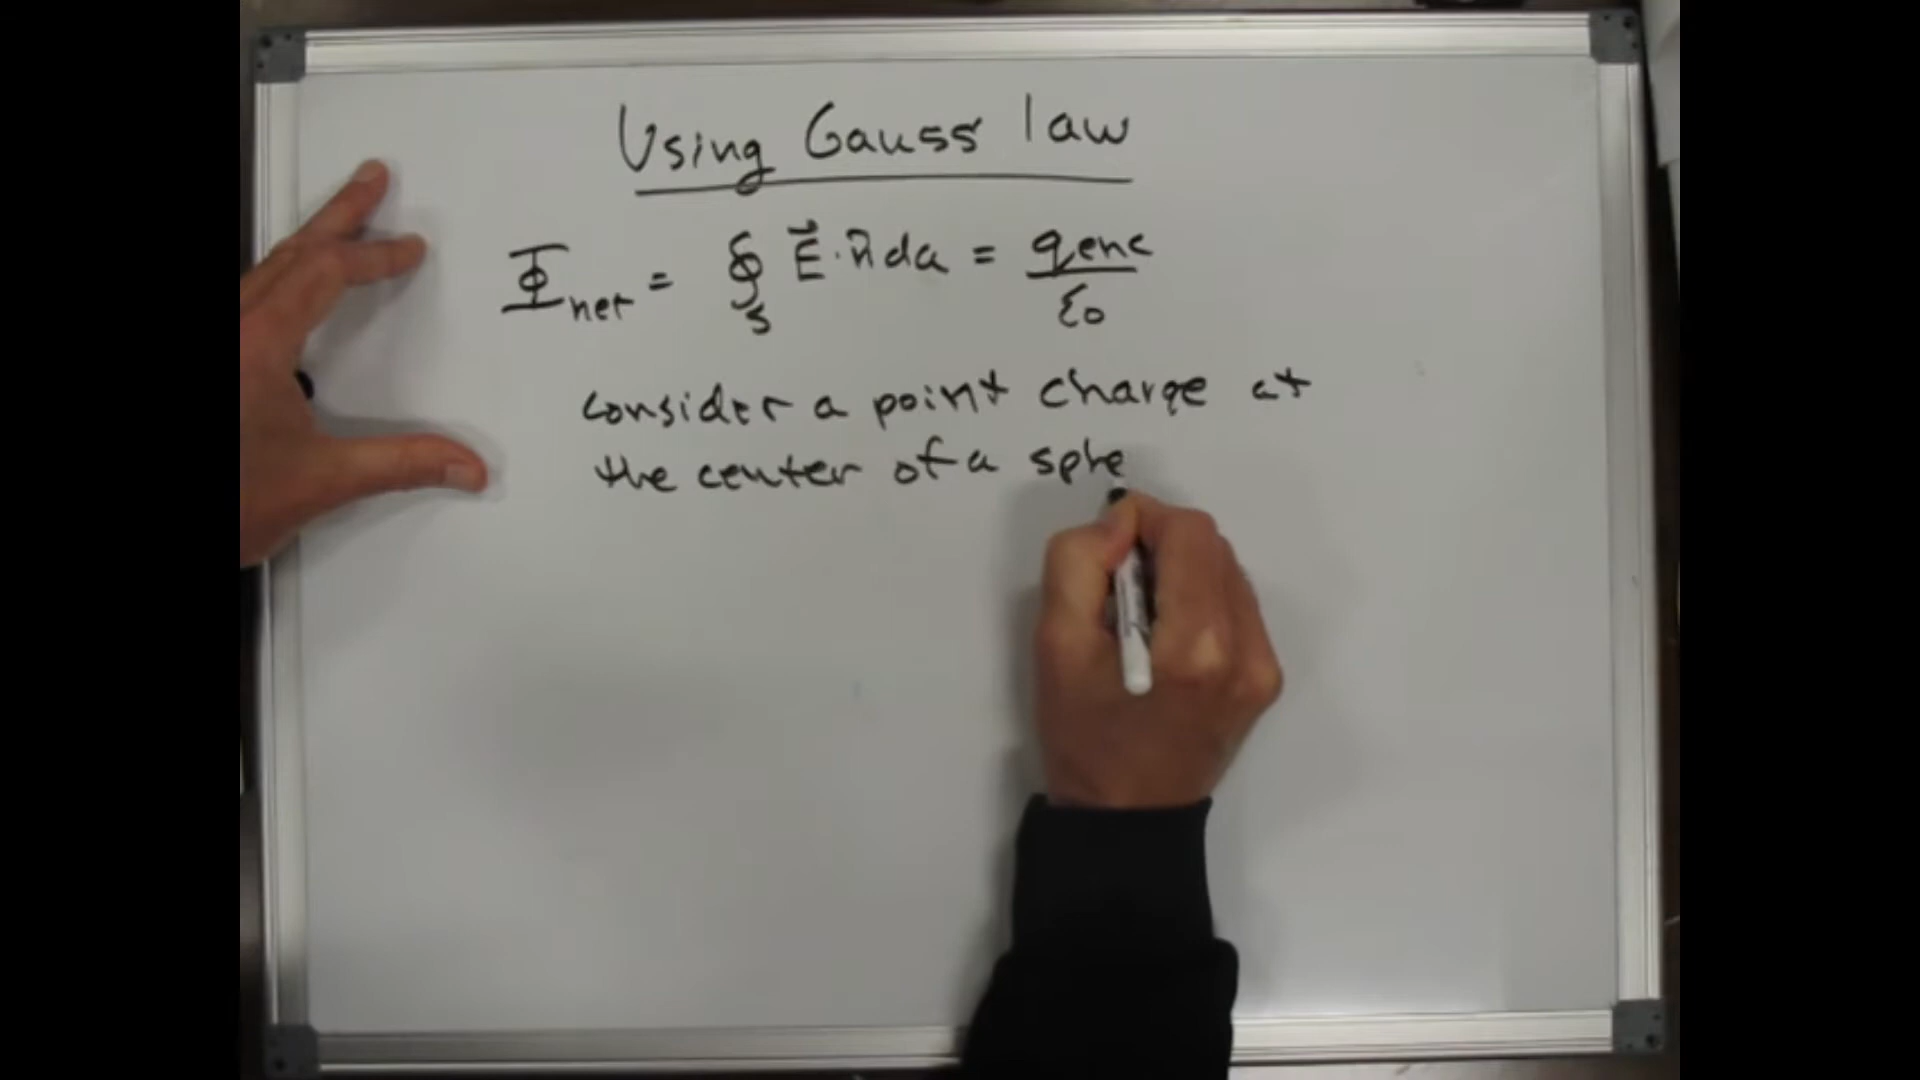 Using Gauss law
Φnet = ∮s E⃗·n̂da = qenc/ε0
consider a point charge at
the center of a sphe